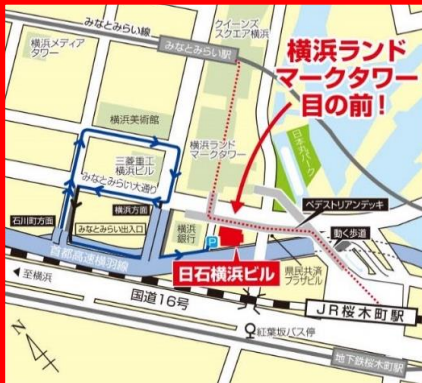 みなとみらい線
みなとみらい駅
クイーンズ
スクエア横浜
横浜メディア
タワー
横浜ランド
マークタワー
目の前!
横浜美術館
日本丸パーク
三菱重工
横浜ビル
横浜ランド
マークタワー
みなとみらい大通り
ペデストリアンデッキ
石川町方面
横浜方面
みなとみらい出入口
横浜
銀行
P
動く歩道
首都高速横羽線
日石横浜ビル
県民共済
プラザビル
至横浜
国道16号
JR桜木町駅
紅葉坂バス停
地下鉄桜木町駅
N